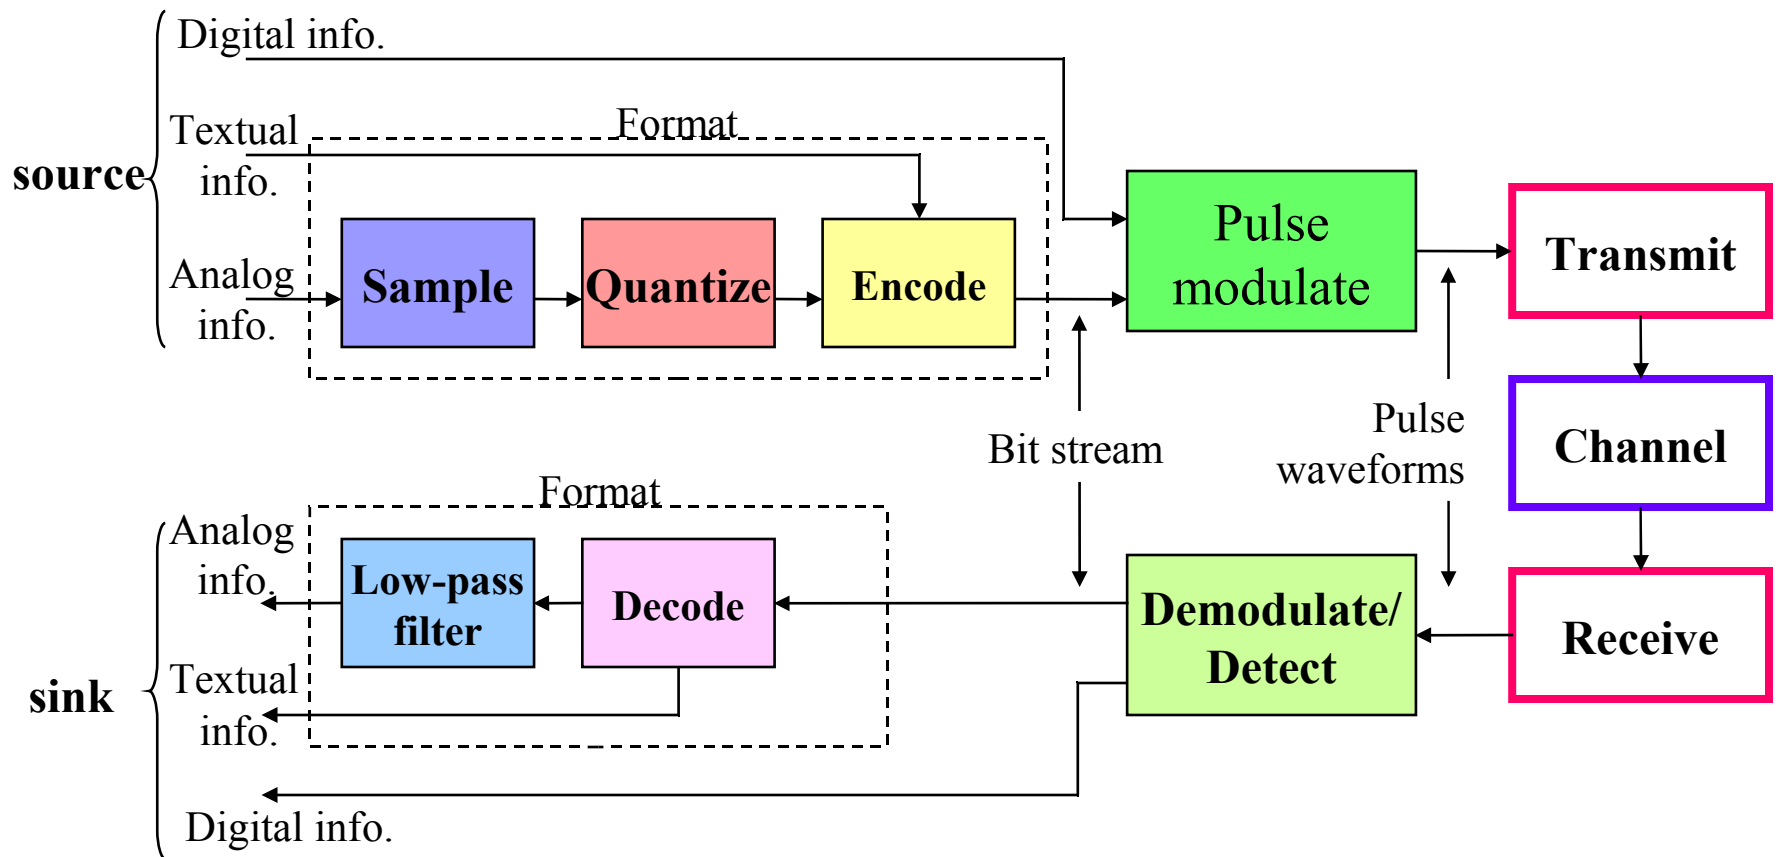 Digital info.
Textual
info.
Format
source
Analog
info.
Sample
Quantize
Encode
Pulse
modulate
Transmit
Bit stream
Pulse
waveforms
Channel
Format
Analog
info.
Low-pass
filter
Decode
Demodulate/
Detect
Receive
sink
Textual
info.
Digital info.